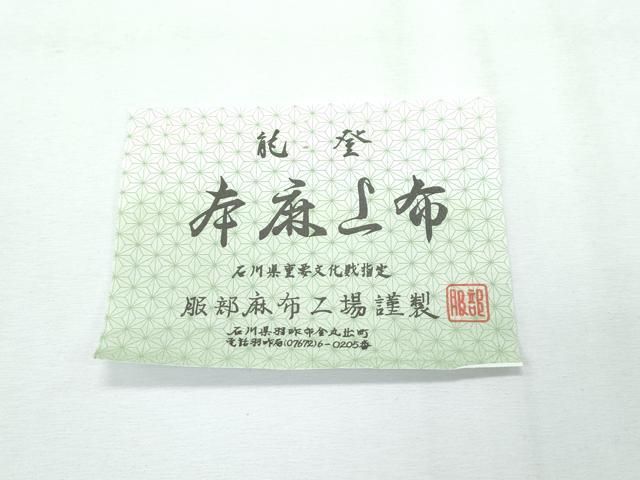 能登
本麻上布
石川県重要文化財指定
服部麻布工場謹製
服部
石川県羽咋市金丸出町
電話羽咋局(07672)6-0205番